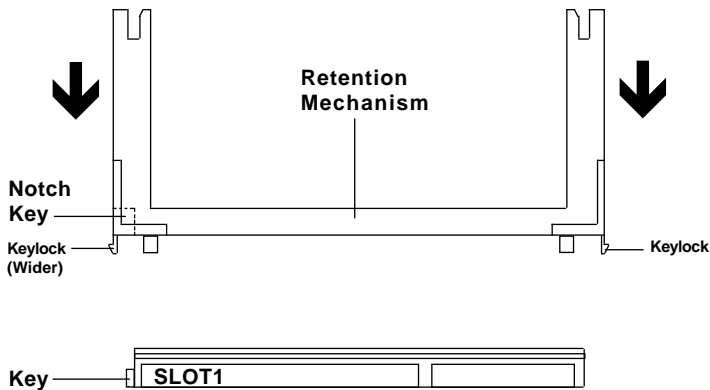 Retention
Mechanism
Notch
Key
Keylock
(Wider)
Keylock
Key
SLOT1